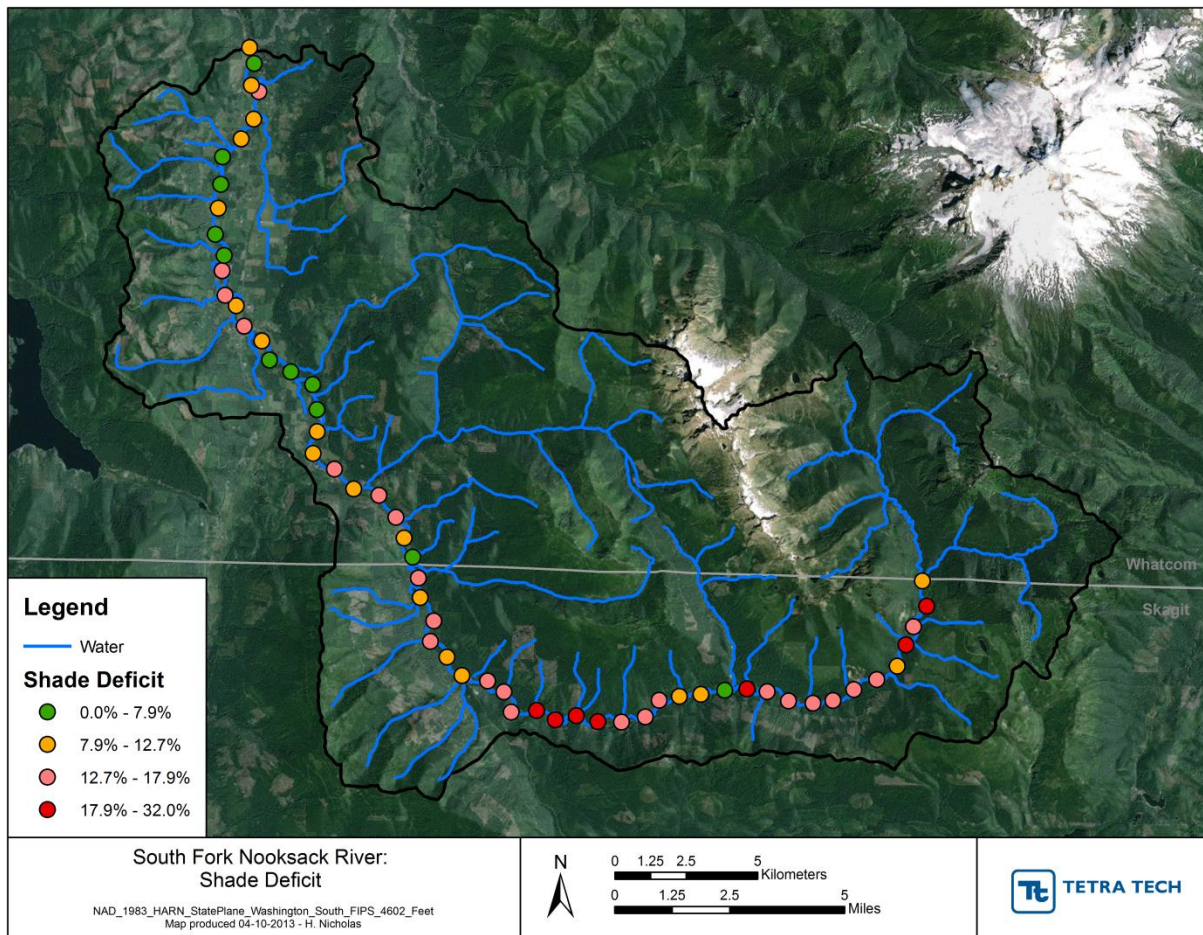 Whatcom
Skagit
Legend
Water
Shade Deficit
0.0% - 7.9%
7.9% - 12.7%
12.7% - 17.9%
17.9% - 32.0%
South Fork Nooksack River:
Shade Deficit
NAD_1983_HARN_StatePlane_Washington_South_FIPS_4602_Feet
Map produced 04-10-2013 - H. Nicholas
N
0 1.25 2.5 5
Kilometers
0 1.25 2.5 5
Miles
Tt TETRA TECH